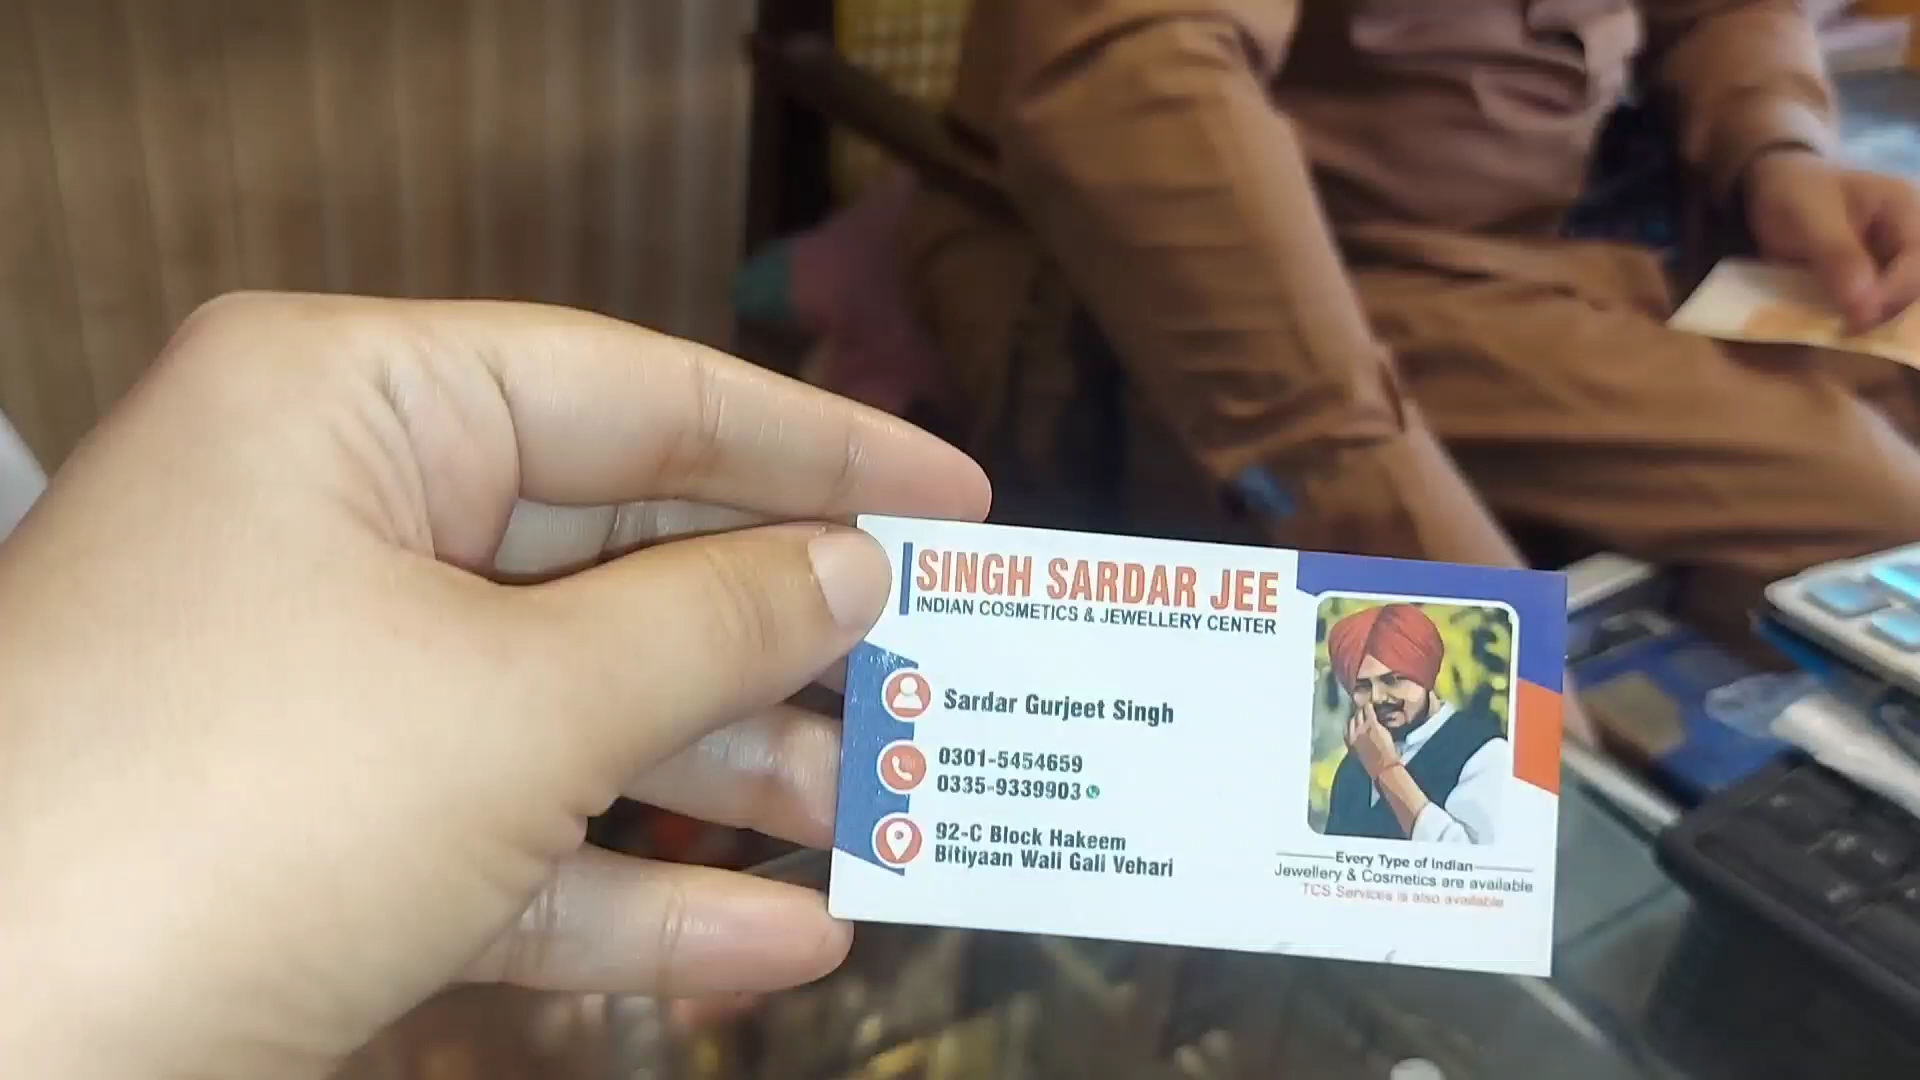 SINGH SARDAR JEE
INDIAN COSMETICS & JEWELLERY CENTER
Sardar Gurjeet Singh
0301-5454659
0335-9339903
92-C Block Hakeem
Bitiyaan Wali Gali Vehari
Every Type of Indian
Jewellery & Cosmetics are available
TCS Services is also available